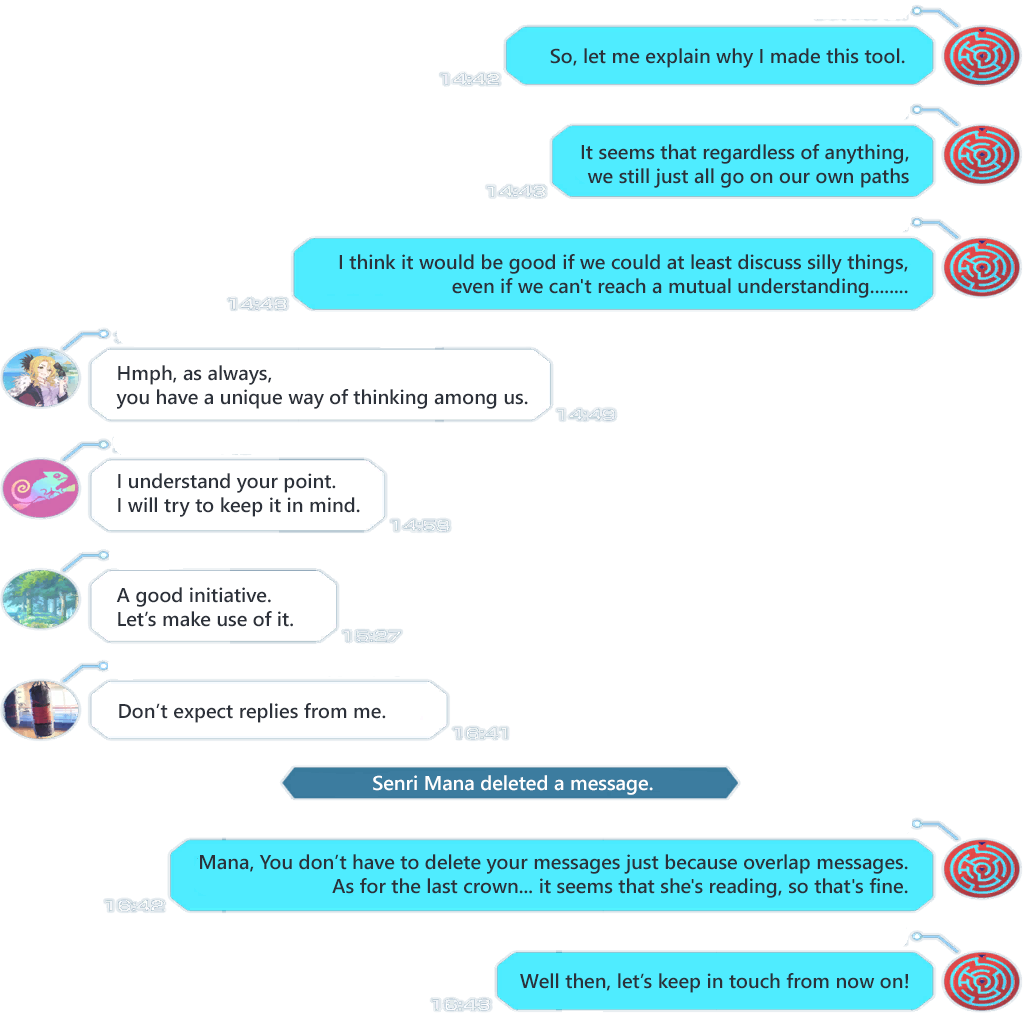 So, let me explain why I made this tool.
14:42
It seems that regardless of anything,
we still just all go on our own paths
14:43
I think it would be good if we could at least discuss silly things,
even if we can't reach a mutual understanding........
14:43
Hmph, as always,
you have a unique way of thinking among us.
14:49
I understand your point.
I will try to keep it in mind.
A good initiative.
Let’s make use of it.
Don’t expect replies from me.
16:41
Senri Mana deleted a message.
Mana, You don’t have to delete your messages just because overlap messages.
As for the last crown... it seems that she's reading, so that's fine.
16:42
Well then, let’s keep in touch from now on!
16:43